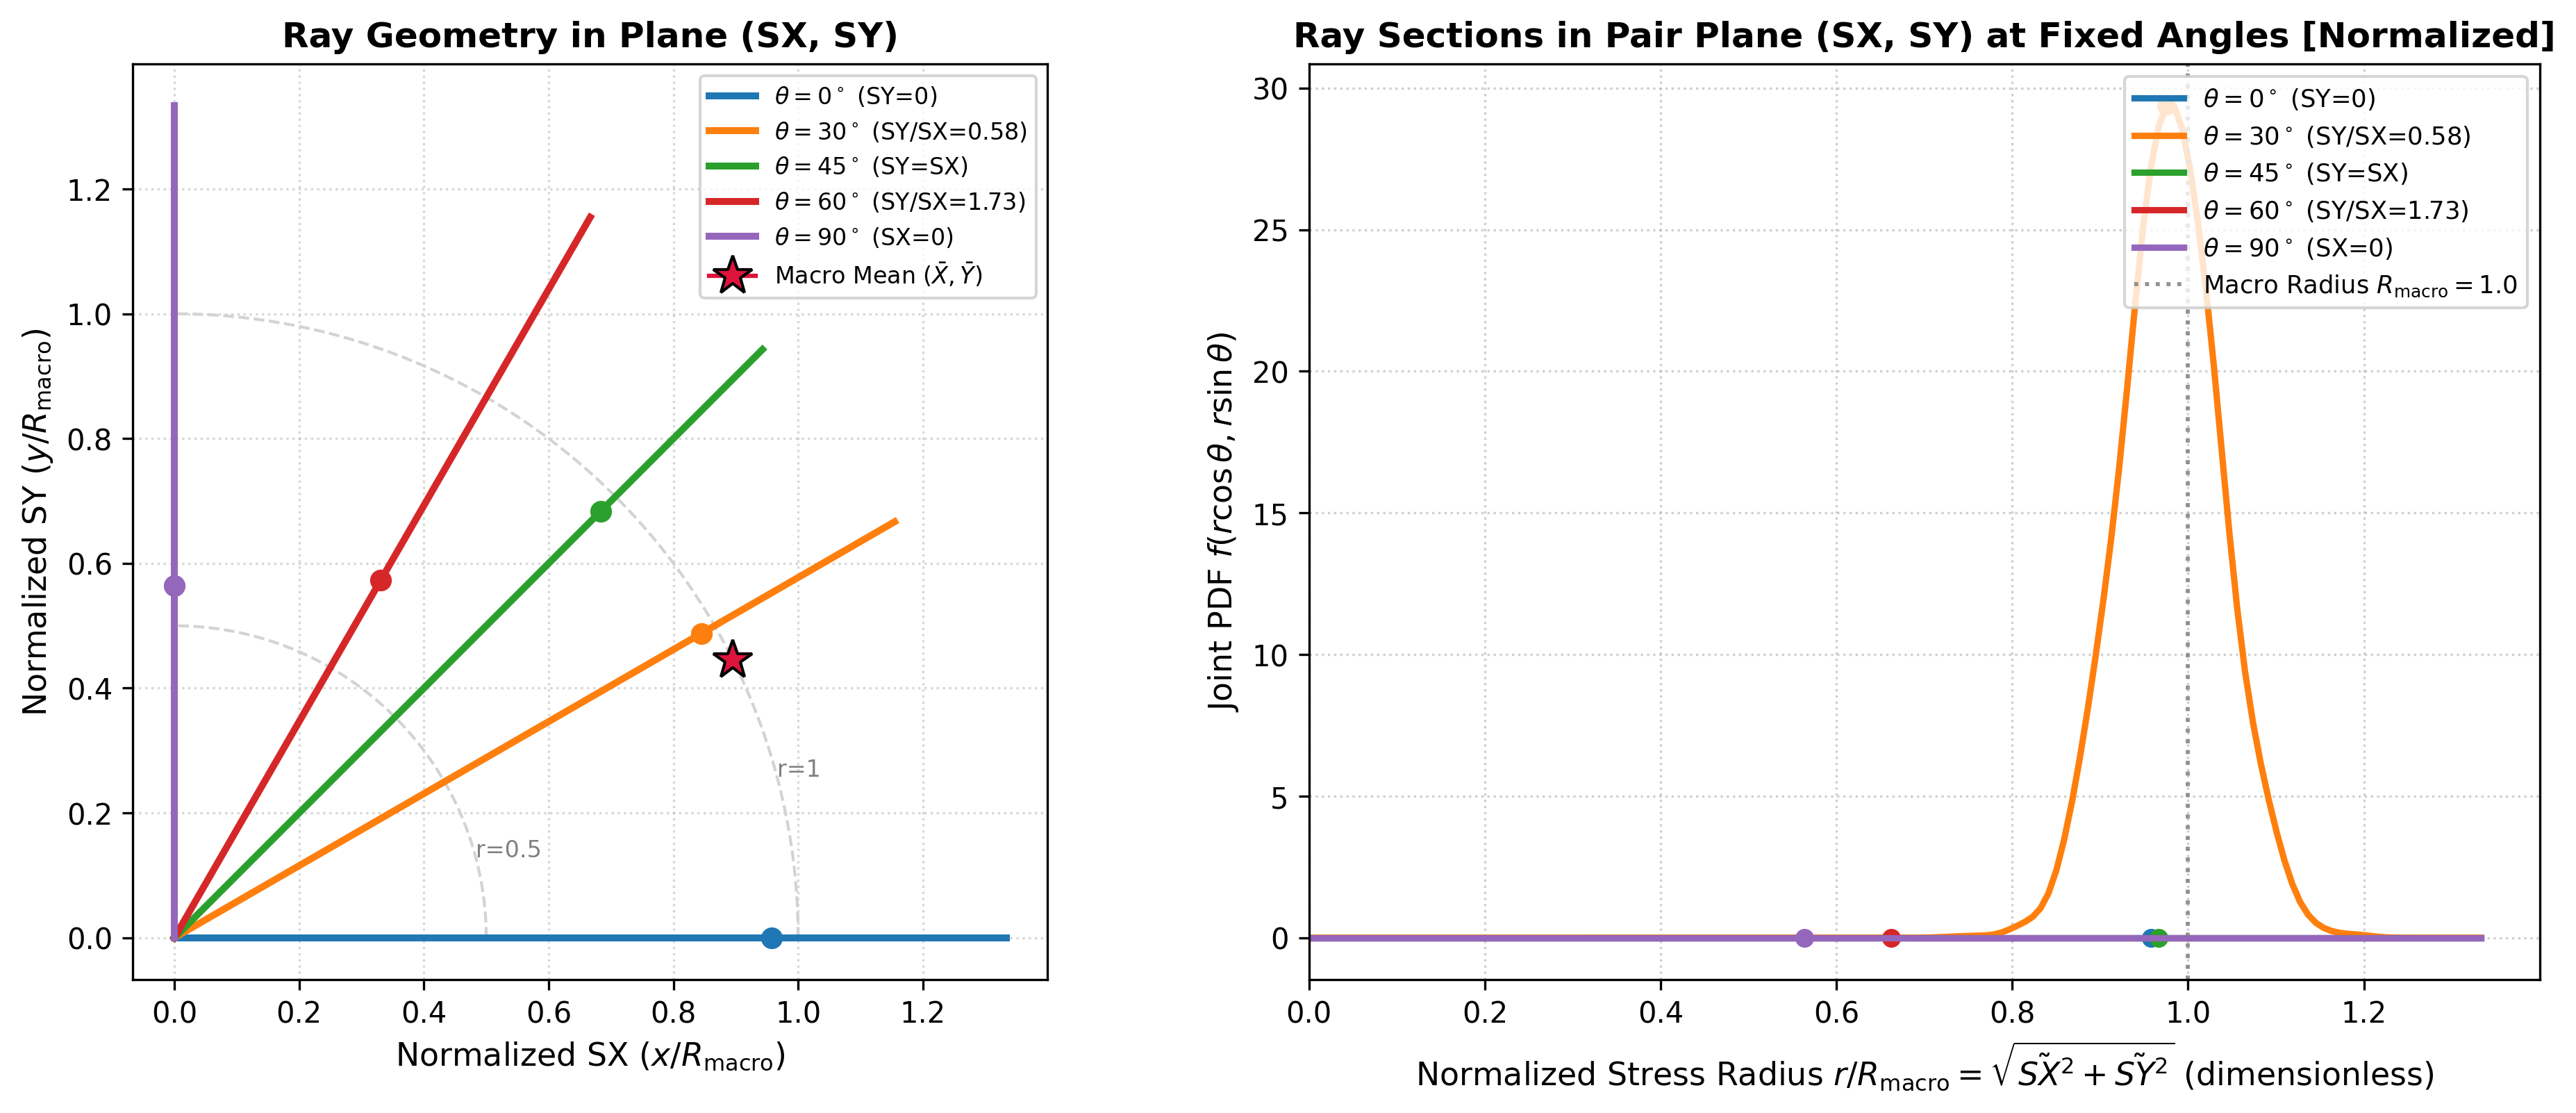 Ray Geometry in Plane (SX, SY)
Normalized SY (y/R_macro)
1.2
1.0
0.8
0.6
0.4
0.2
0.0
θ = 0° (SY=0)
θ = 30° (SY/SX=0.58)
θ = 45° (SY=SX)
θ = 60° (SY/SX=1.73)
θ = 90° (SX=0)
Macro Mean (X̄, Ȳ)
r=1
r=0.5
0.0 0.2 0.4 0.6 0.8 1.0 1.2
Normalized SX (x/R_macro)
Ray Sections in Pair Plane (SX, SY) at Fixed Angles [Normalized]
Joint PDF f(rcos θ, rsin θ)
30
25
20
15
10
5
0
θ = 0° (SY=0)
θ = 30° (SY/SX=0.58)
θ = 45° (SY=SX)
θ = 60° (SY/SX=1.73)
θ = 90° (SX=0)
Macro Radius R_macro = 1.0
0.0 0.2 0.4 0.6 0.8 1.0 1.2
Normalized Stress Radius r/R_macro = √(SX̃² + SỸ²) (dimensionless)